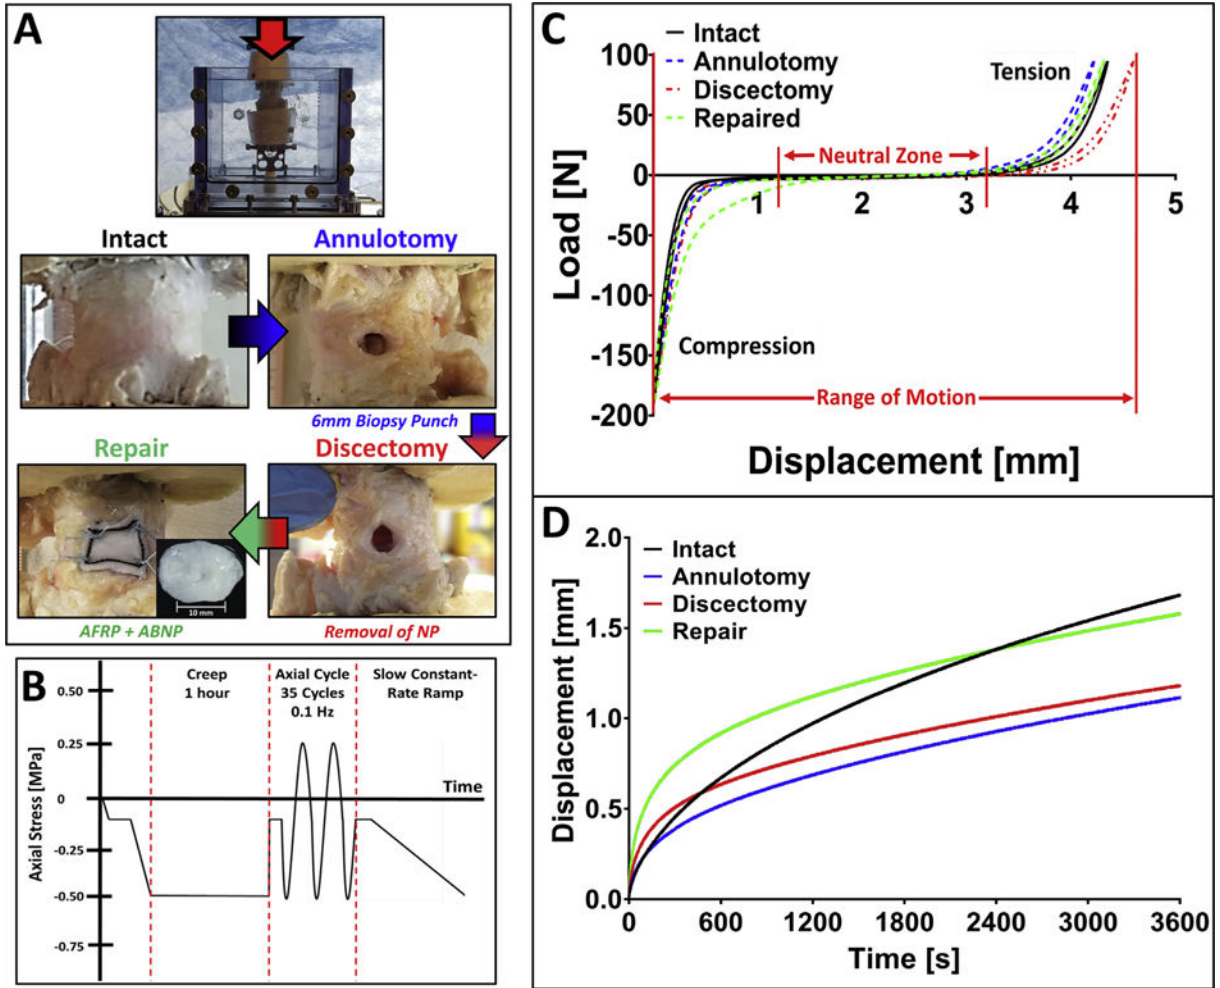 A
Intact
Annulotomy
6mm Biopsy Punch
Repair
Discectomy
10 mm
AFRP + ABNP
Removal of NP
B
Creep
1 hour
Axial Cycle
35 Cycles
0.1 Hz
Slow Constant-
Rate Ramp
Axial Stress [MPa]
0.50
0.25
0
-0.25
-0.50
-0.75
Time
C
Intact
Annulotomy
Discectomy
Repaired
Tension
Neutral Zone
Compression
Range of Motion
Load [N]
100
50
0
-50
-100
-150
-200
1 2 3 4 5
Displacement [mm]
D
Intact
Annulotomy
Discectomy
Repair
Displacement [mm]
2.0
1.5
1.0
0.5
0.0
0 600 1200 1800 2400 3000 3600
Time [s]